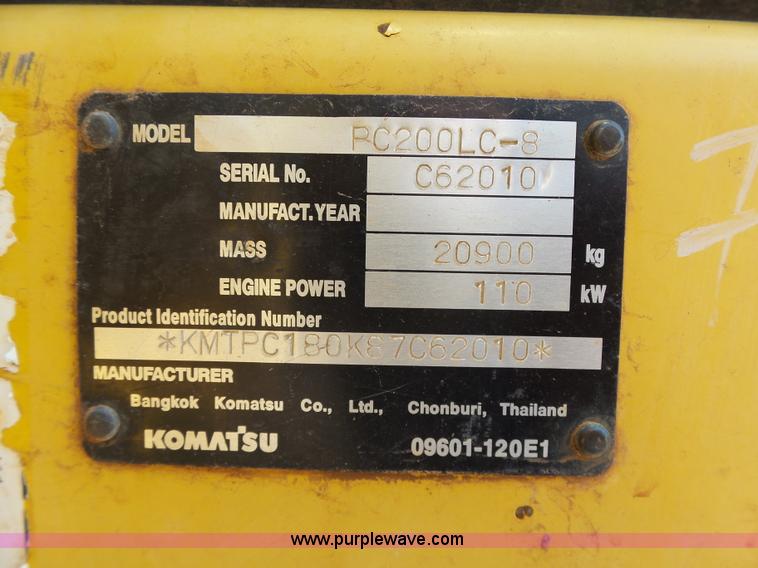 MODEL PC200LC-8
SERIAL No. C62010
MANUFACT.YEAR
MASS 20900 kg
ENGINE POWER 110 kW
Product Identification Number
*KMTPC180K87C62010*
MANUFACTURER
Bangkok Komatsu Co., Ltd., Chonburi, Thailand
KOMATSU 09601-120E1
www.purplewave.com